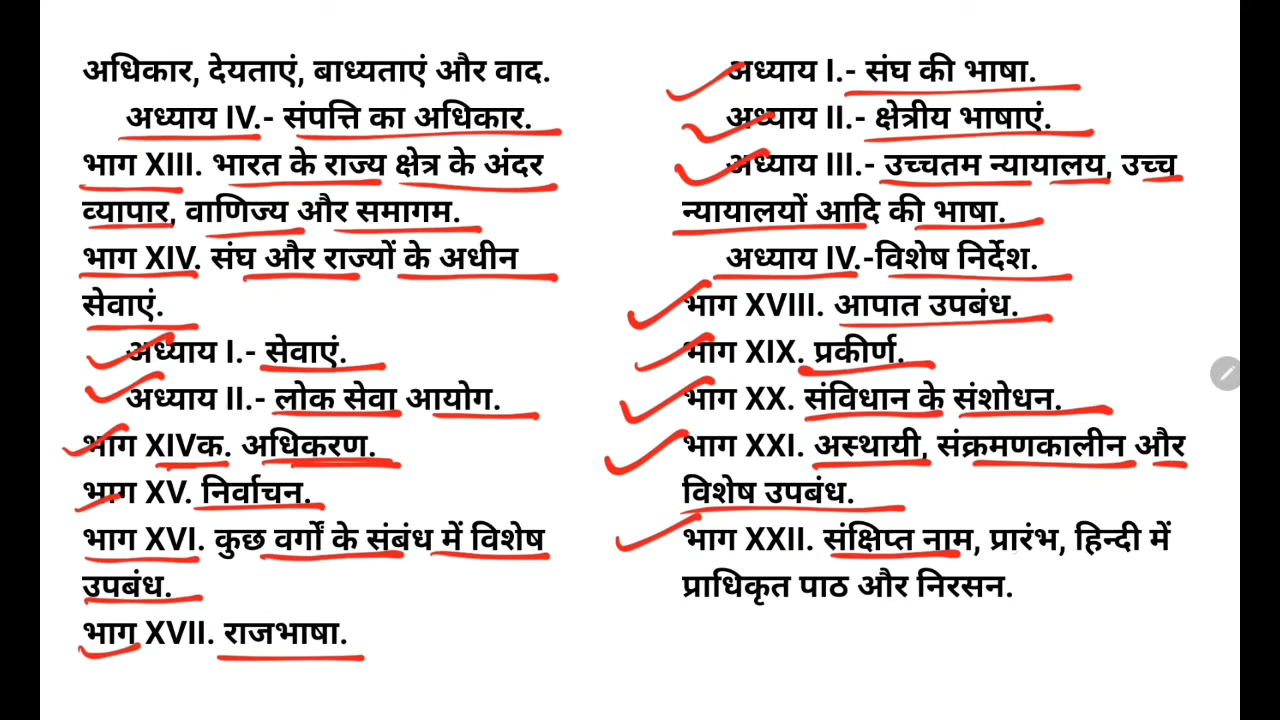 अधिकार, देयताएं, बाध्यताएं और वाद.
अध्याय IV.- संपत्ति का अधिकार.
भाग XIII. भारत के राज्य क्षेत्र के अंदर
व्यापार, वाणिज्य और समागम.
भाग XIV. संघ और राज्यों के अधीन
सेवाएं.
अध्याय I.- सेवाएं.
अध्याय II.- लोक सेवा आयोग.
भाग XIVक. अधिकरण.
भाग XV. निर्वाचन.
भाग XVI. कुछ वर्गों के संबंध में विशेष
उपबंध.
भाग XVII. राजभाषा.
अध्याय I.- संघ की भाषा.
अध्याय II.- क्षेत्रीय भाषाएं.
अध्याय III.- उच्चतम न्यायालय, उच्च
न्यायालयों आदि की भाषा.
अध्याय IV.-विशेष निर्देश.
भाग XVIII. आपात उपबंध.
भाग XIX. प्रकीर्ण.
भाग XX. संविधान के संशोधन.
भाग XXI. अस्थायी, संक्रमणकालीन और
विशेष उपबंध.
भाग XXII. संक्षिप्त नाम, प्रारंभ, हिन्दी में
प्राधिकृत पाठ और निरसन.